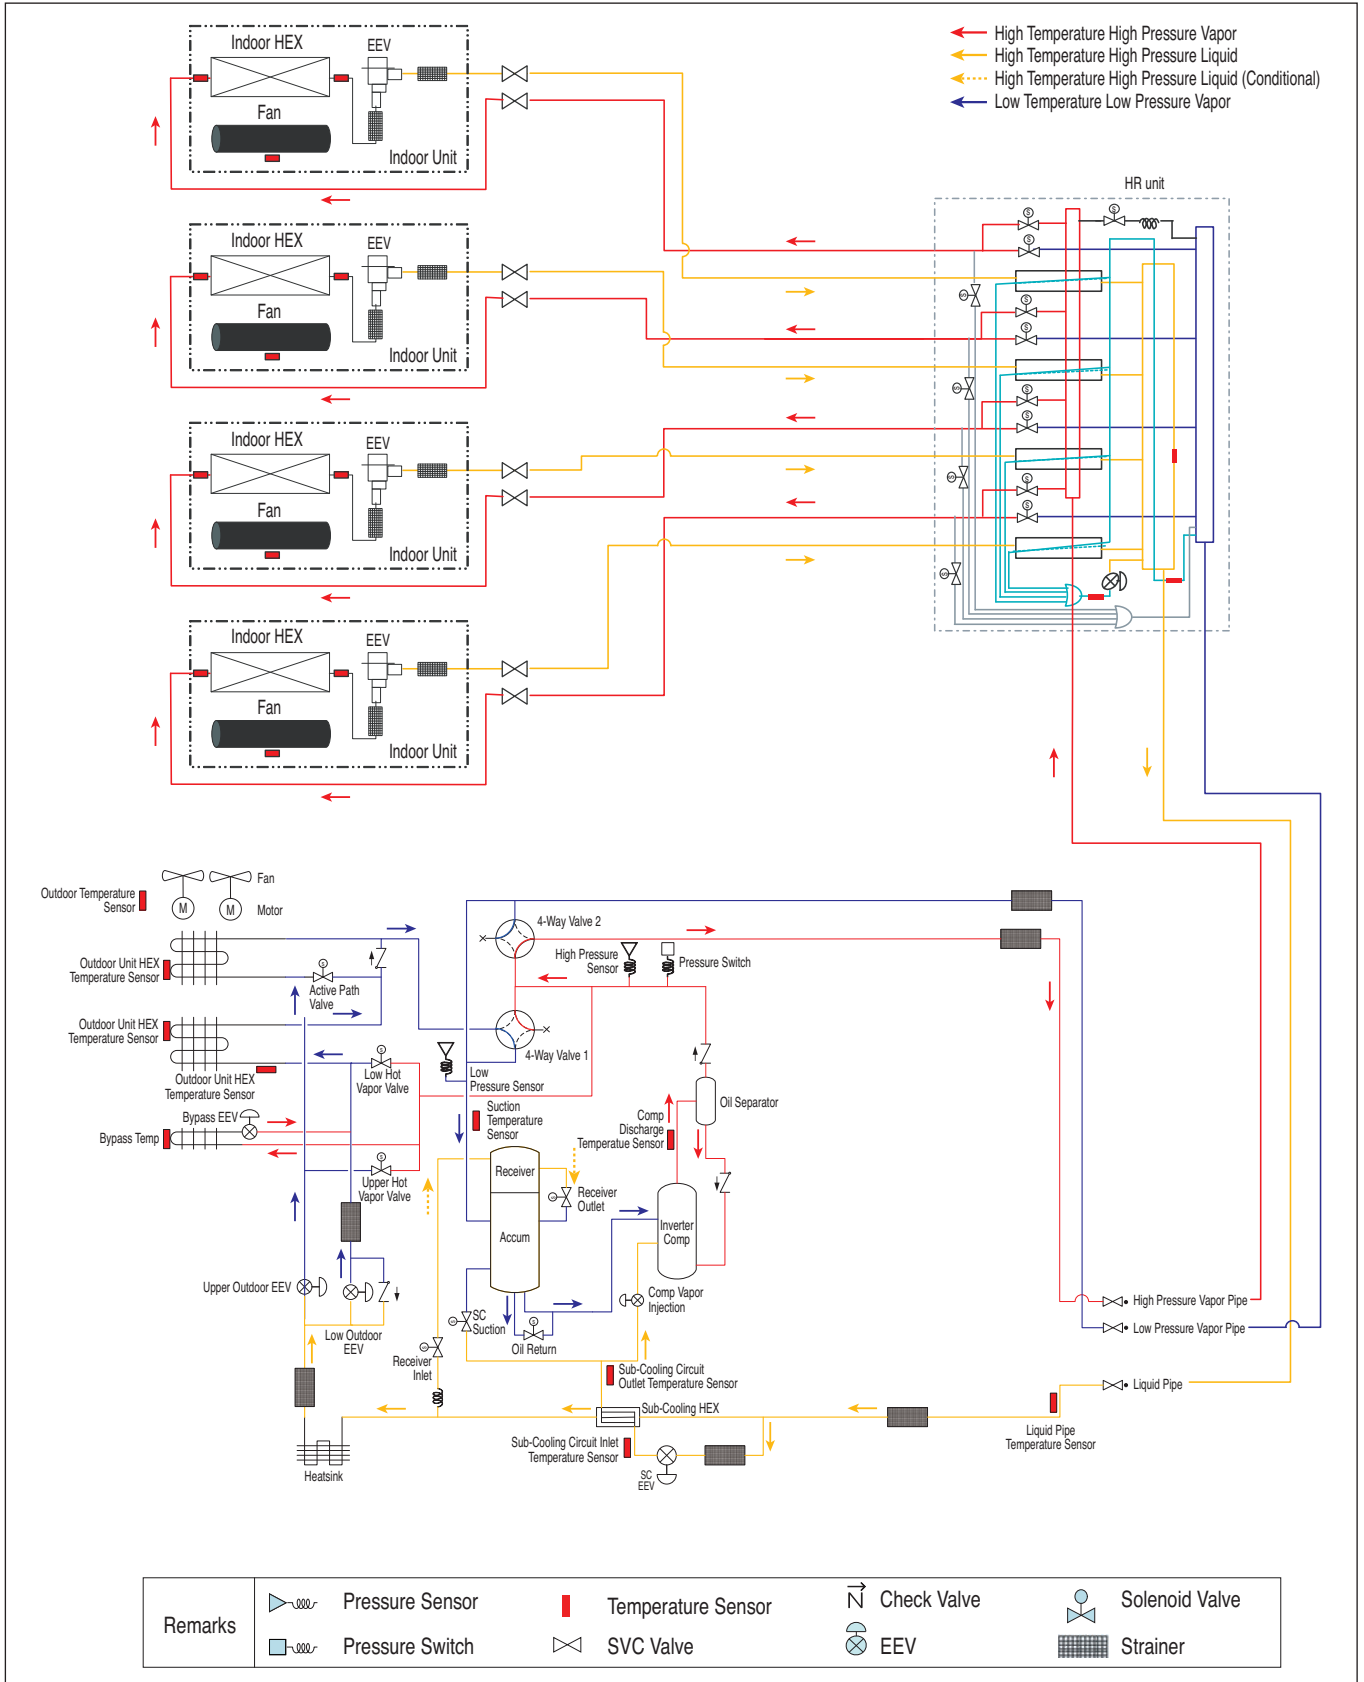 High Temperature High Pressure Vapor
High Temperature High Pressure Liquid
High Temperature High Pressure Liquid (Conditional)
Low Temperature Low Pressure Vapor
Indoor HEX
EEV
Fan
Indoor Unit
HR unit
S
S
S
S
S
S
S
S
S
S
S
S
S
Indoor HEX
EEV
Fan
Indoor Unit
Indoor HEX
EEV
Fan
Indoor Unit
Indoor HEX
EEV
Fan
Indoor Unit
Outdoor Temperature
Sensor
Fan
M
M
Motor
4-Way Valve 2
High Pressure
Sensor
Pressure Switch
Outdoor Unit HEX
Temperature Sensor
S
Active Path
Valve
Outdoor Unit HEX
Temperature Sensor
4-Way Valve 1
Outdoor Unit HEX
Temperature Sensor
S
Low Hot
Vapor Valve
Low
Pressure Sensor
Oil Separator
Bypass EEV
Suction
Temperature
Sensor
Comp
Discharge
Temperatue Sensor
Bypass Temp
S
Upper Hot
Vapor Valve
Receiver
S
Receiver
Outlet
Accum
Inverter
Comp
Upper Outdoor EEV
Low Outdoor
EEV
S
SC
Suction
S
Oil Return
Comp Vapor
Injection
High Pressure Vapor Pipe
Low Pressure Vapor Pipe
S
Receiver
Inlet
Sub-Cooling Circuit
Outlet Temperature Sensor
Liquid Pipe
Sub-Cooling HEX
Liquid Pipe
Temperature Sensor
Sub-Cooling Circuit Inlet
Temperature Sensor
SC
EEV
Heatsink
Remarks
Pressure Sensor
Temperature Sensor
Check Valve
Solenoid Valve
Pressure Switch
SVC Valve
EEV
Strainer